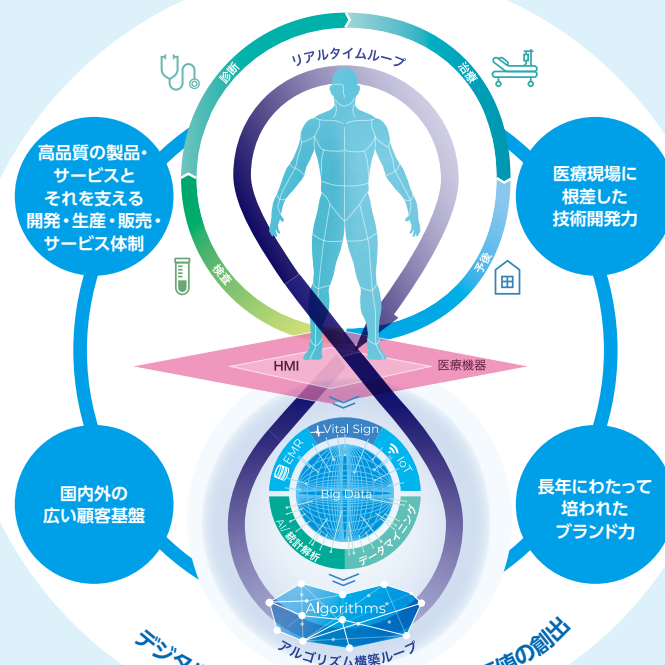 リアルタイムループ
診断
治療
検査
予後
高品質の製品・
サービスと
それを支える
開発・生産・販売・
サービス体制
医療現場に
根差した
技術開発力
HMI
医療機器
Vital Sign
EMR
IoT
Big Data
AI/統計解析
データマイニング
国内外の
広い顧客基盤
長年にわたって
培われた
ブランド力
Algorithms
アルゴリズム構築ループ
デジタ
値の創出